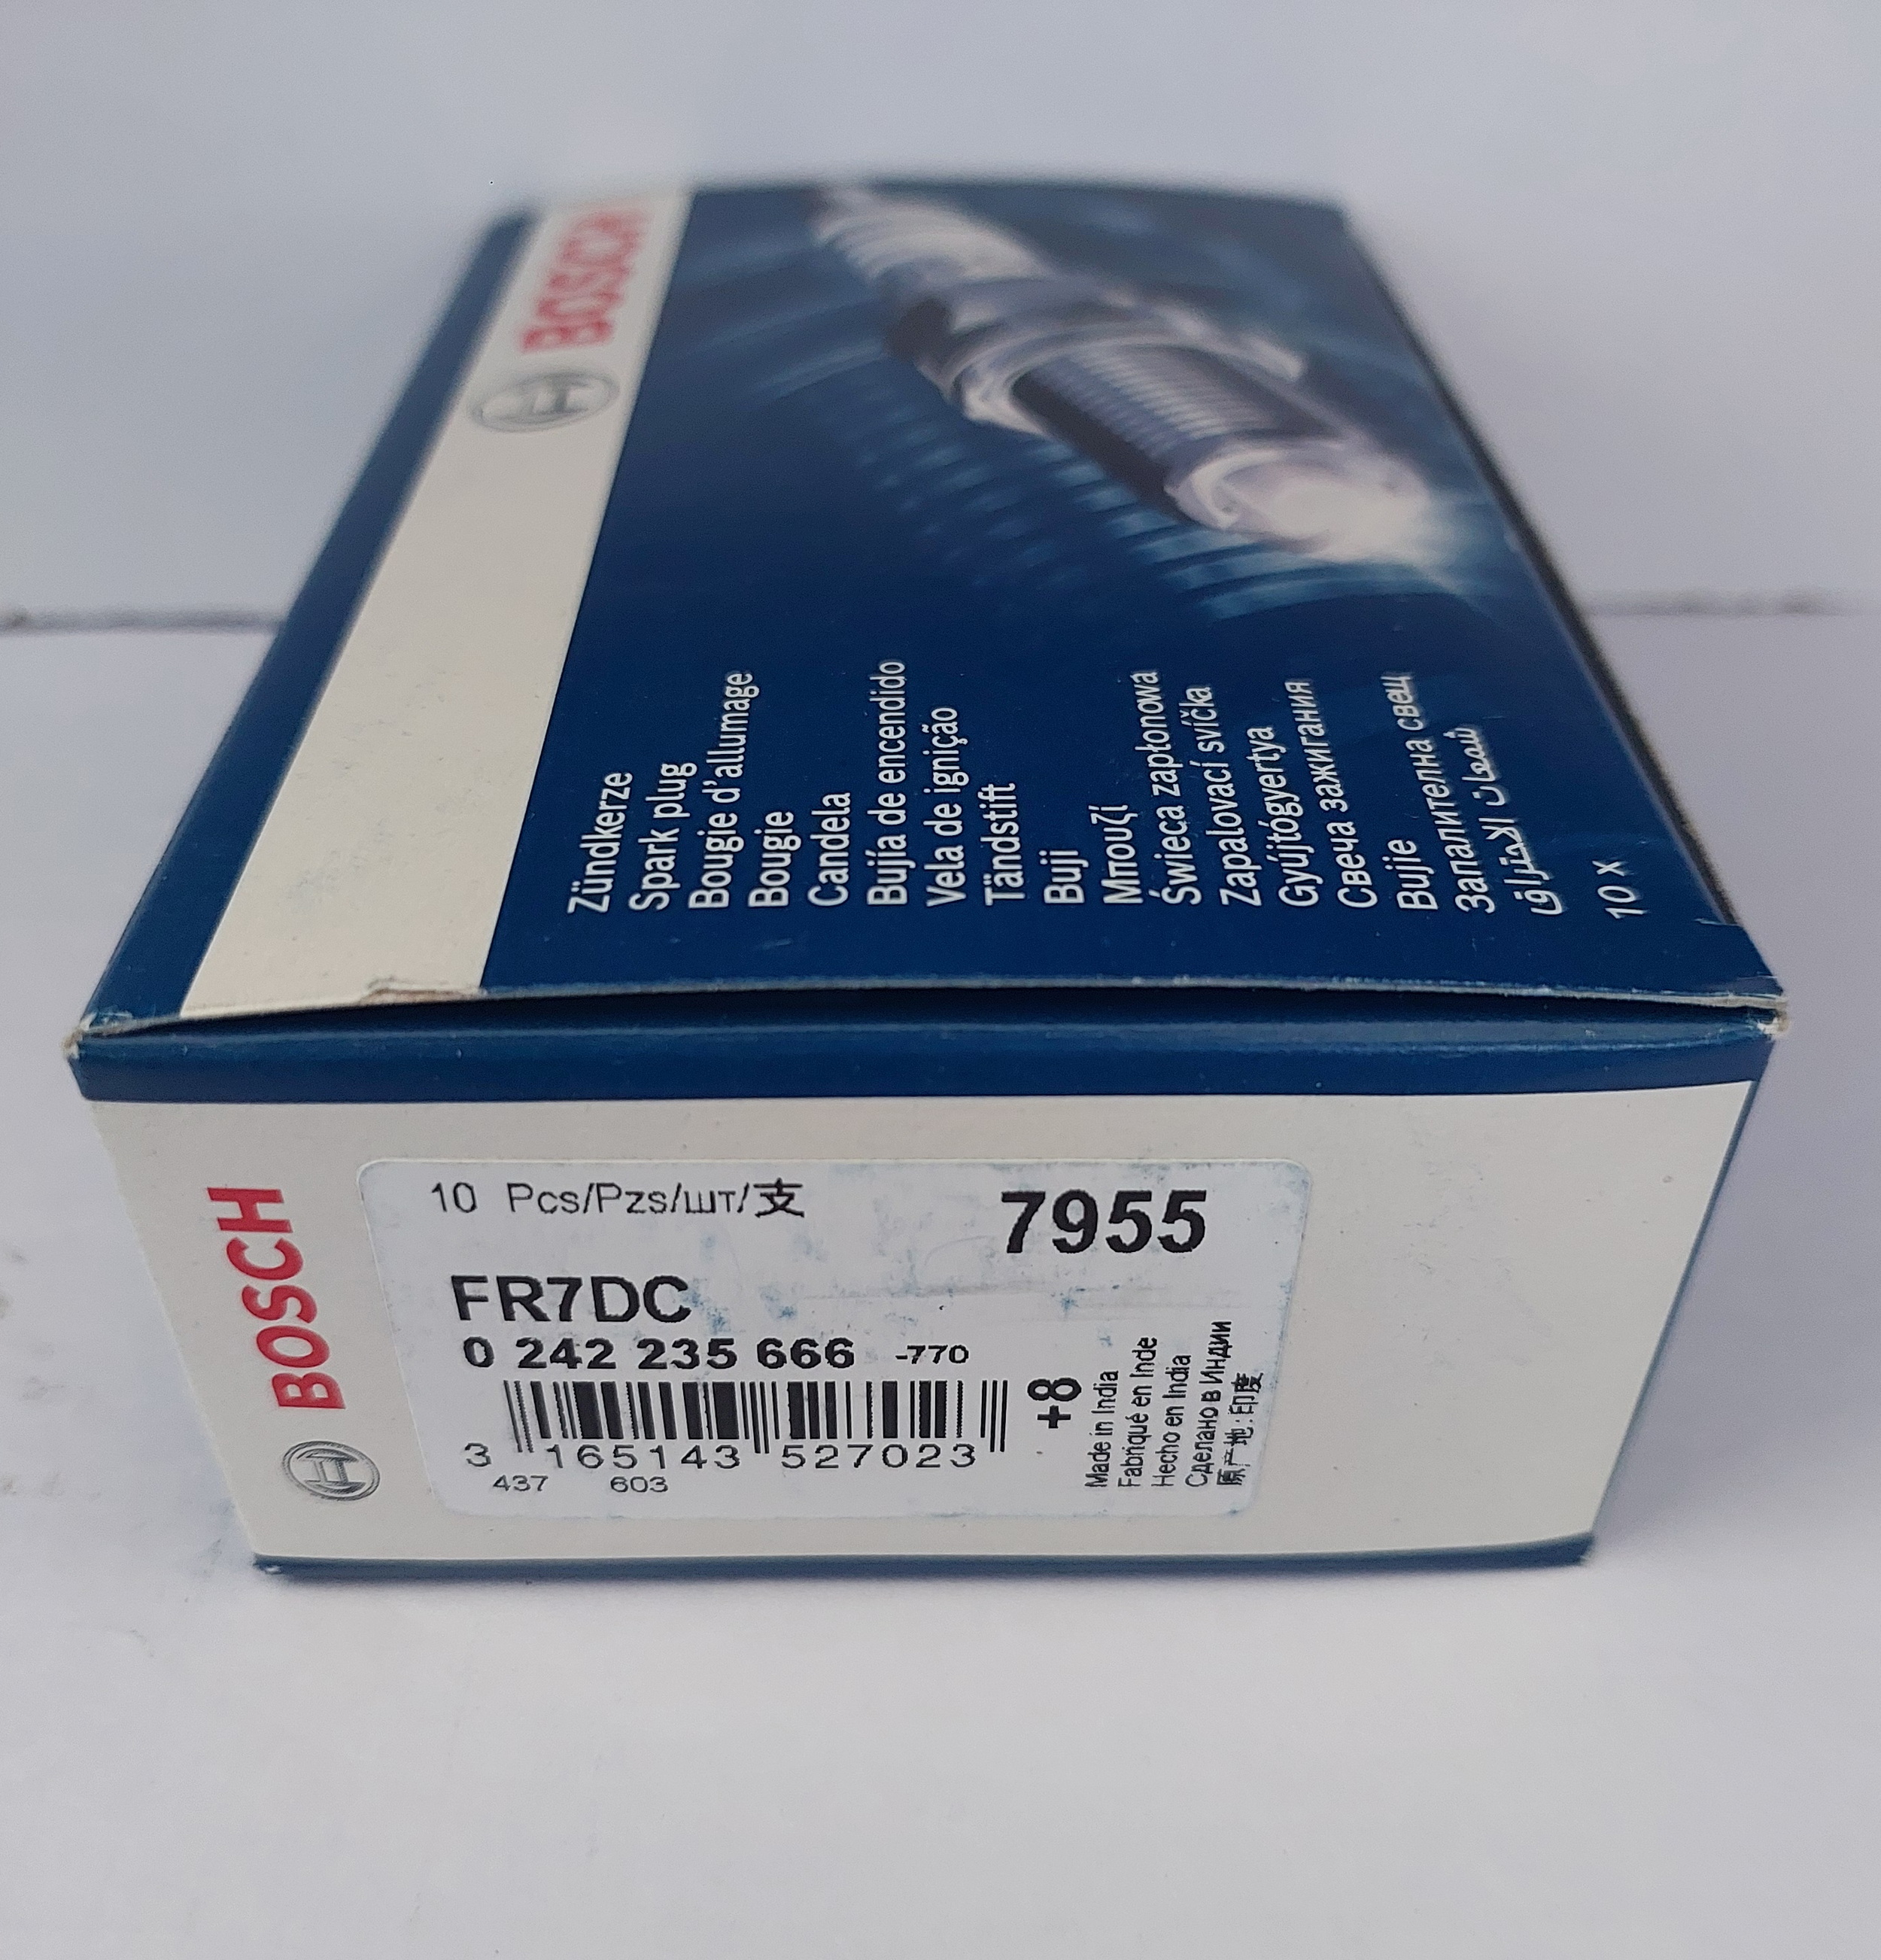 BOSCH
Zündkerze
Spark plug
Bougie d'allumage
Bougie
Candela
Bujía de encendido
Vela de ignição
Tändstift
Buji
Μπουζί
Świeca zapłonowa
Zapalovací svíčka
Gyújtógyertya
Свеча зажигания
Bujie
Запалителна свещ
شمعات الاحتراق
10 x
BOSCH
10 Pcs/Pzs/шт/支
7955
FR7DC
0 242 235 666 -770
+8
3 165143 527023
437 603
Made in India
Fabriqué en Inde
Hecho en India
Сделано в Индии
原产地:印度